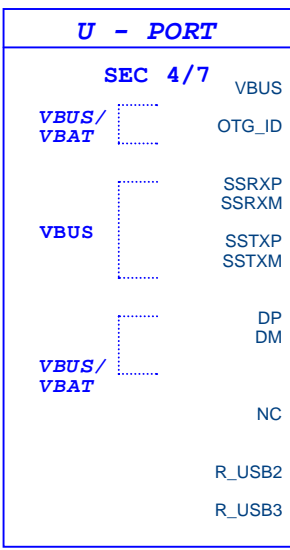 U - PORT
SEC 4/7
VBUS
VBUS/
VBAT
OTG_ID
SSRXP
SSRXM
VBUS
SSTXP
SSTXM
DP
DM
VBUS/
VBAT
NC
R_USB2
R_USB3